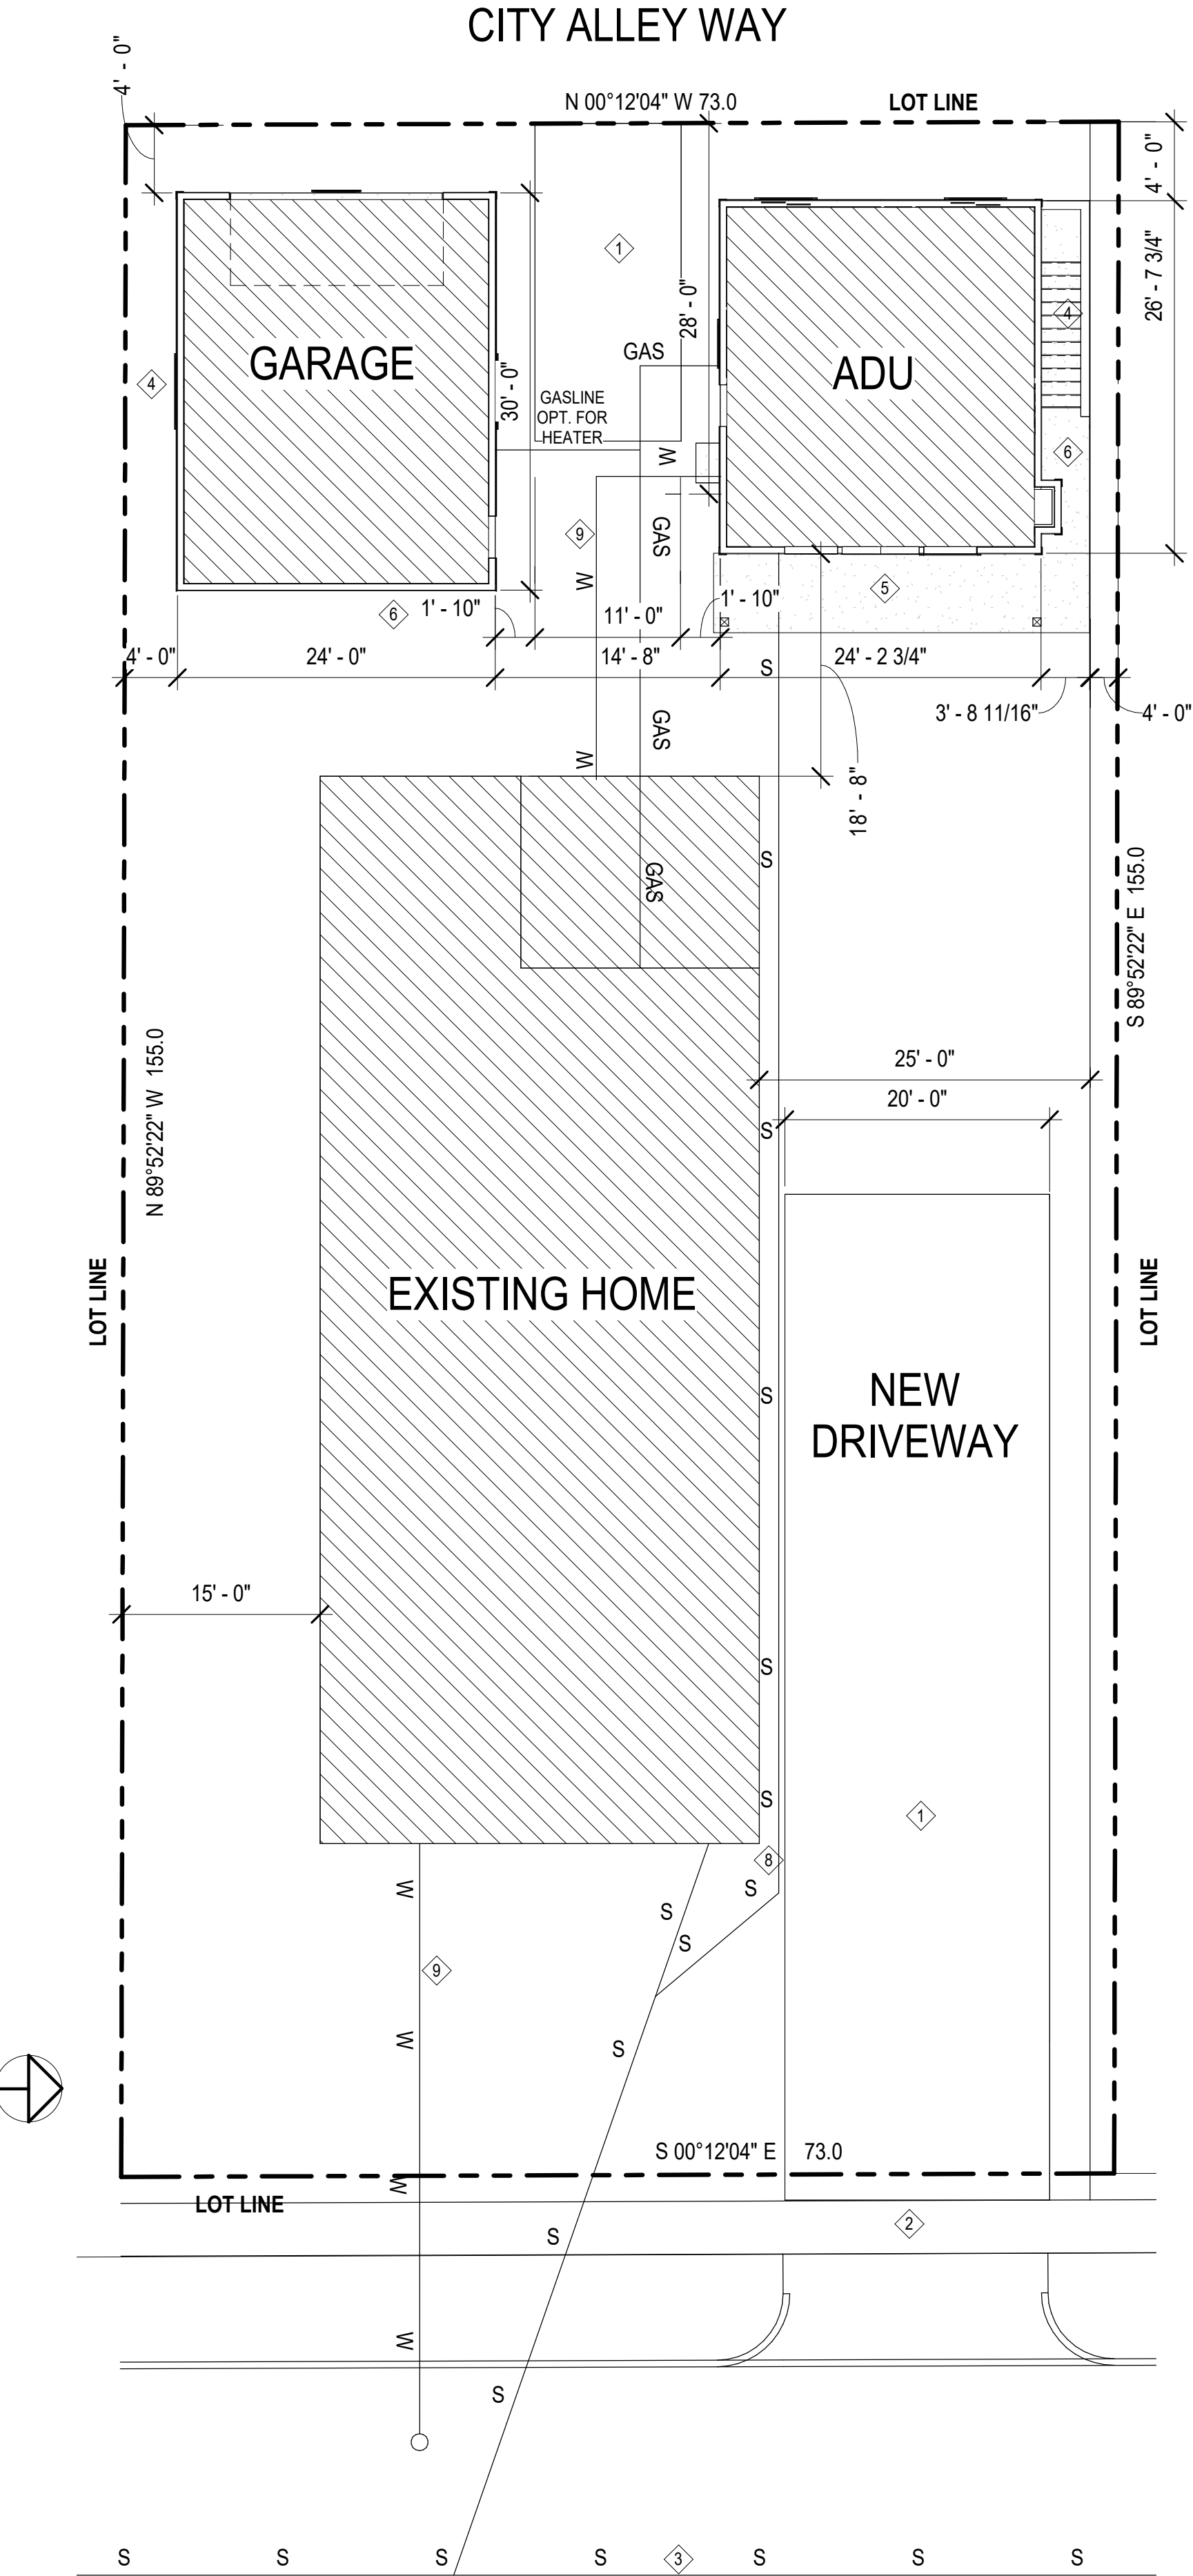 CITY ALLEY WAY
4' - 0"
N 00°12'04" W 73.0
LOT LINE
4' - 0"
26' - 7 3/4"
1
28' - 0"
4
GARAGE
GAS
ADU
4
30' - 0"
GASLINE
OPT. FOR
HEATER
W
6
9
GAS
W
5
6
1' - 10"
11' - 0"
1' - 10"
4' - 0"
24' - 0"
14' - 8"
S
24' - 2 3/4"
3' - 8 11/16"
4' - 0"
GAS
W
18' - 8"
S
GAS
S 89°52'22" E 155.0
N 89°52'22" W 155.0
25' - 0"
20' - 0"
S
LOT LINE
EXISTING HOME
LOT LINE
S
NEW
DRIVEWAY
15' - 0"
S
S
1
8
W
S
S
S
9
W
S
S 00°12'04" E 73.0
W
LOT LINE
2
S
W
S
S
S
S
S
3
S
S
S